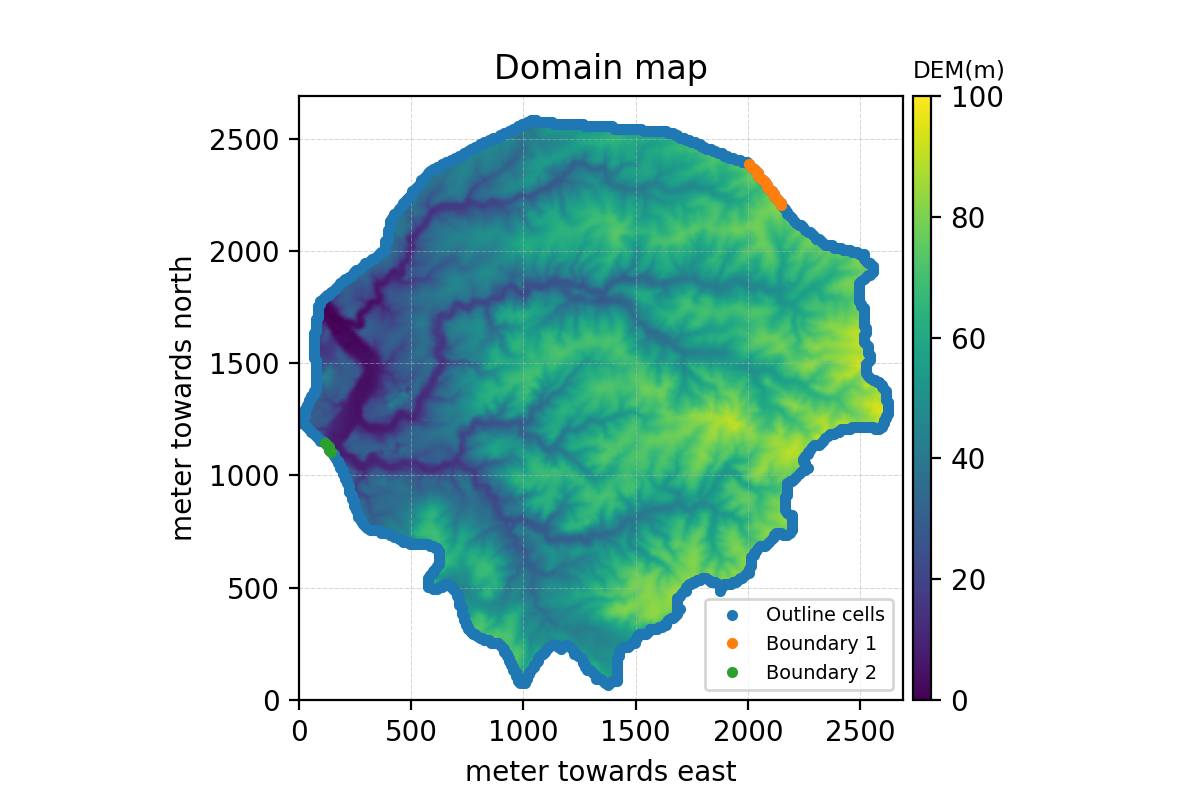 Domain map
DEM(m)
100
80
60
40
20
0
meter towards north
2500
2000
1500
1000
500
0
0 500 1000 1500 2000 2500
meter towards east
Outline cells
Boundary 1
Boundary 2